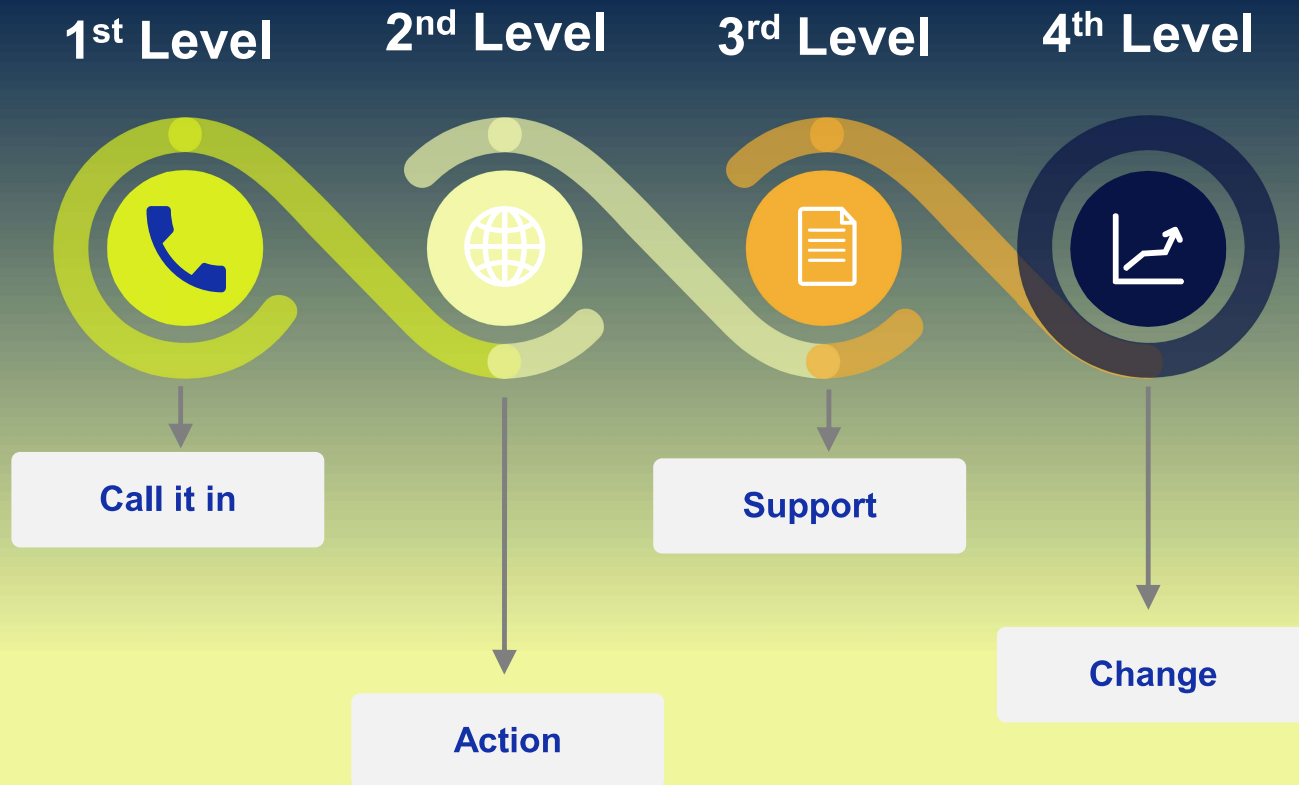 1st Level
2nd Level
3rd Level
4th Level
Call it in
Support
Change
Action